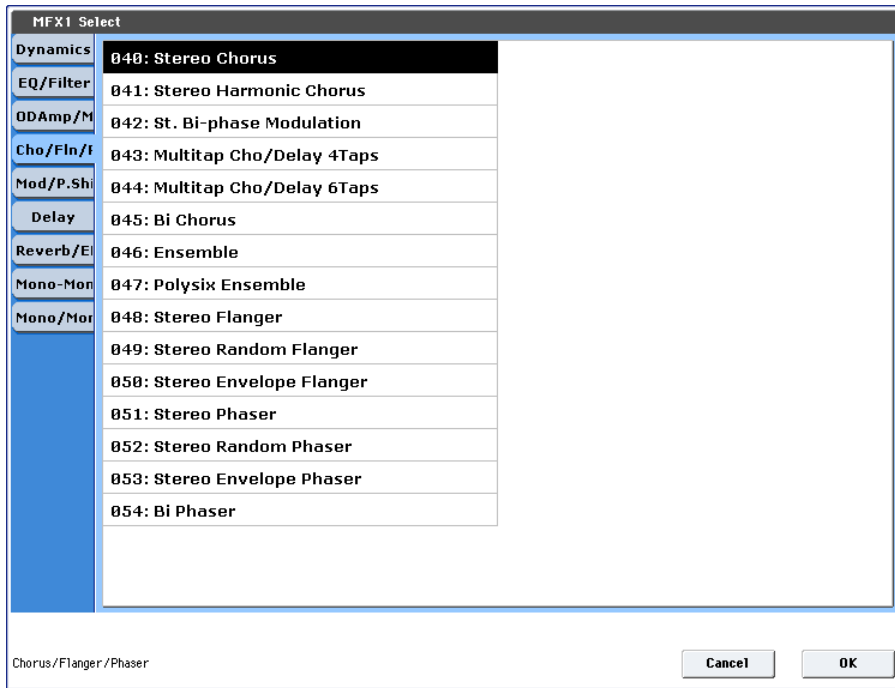 MFX1 Select
Dynamics
EQ/Filter
ODAmp/M
Cho/Fln/
Mod/P.Shi
Delay
Reverb/E
Mono-Mon
Mono/Mor
040: Stereo Chorus
041: Stereo Harmonic Chorus
042: St. Bi-phase Modulation
043: Multitap Cho/Delay 4Taps
044: Multitap Cho/Delay 6Taps
045: Bi Chorus
046: Ensemble
047: Polysix Ensemble
048: Stereo Flanger
049: Stereo Random Flanger
050: Stereo Envelope Flanger
051: Stereo Phaser
052: Stereo Random Phaser
053: Stereo Envelope Phaser
054: Bi Phaser
Chorus/Flanger/Phaser
Cancel
OK